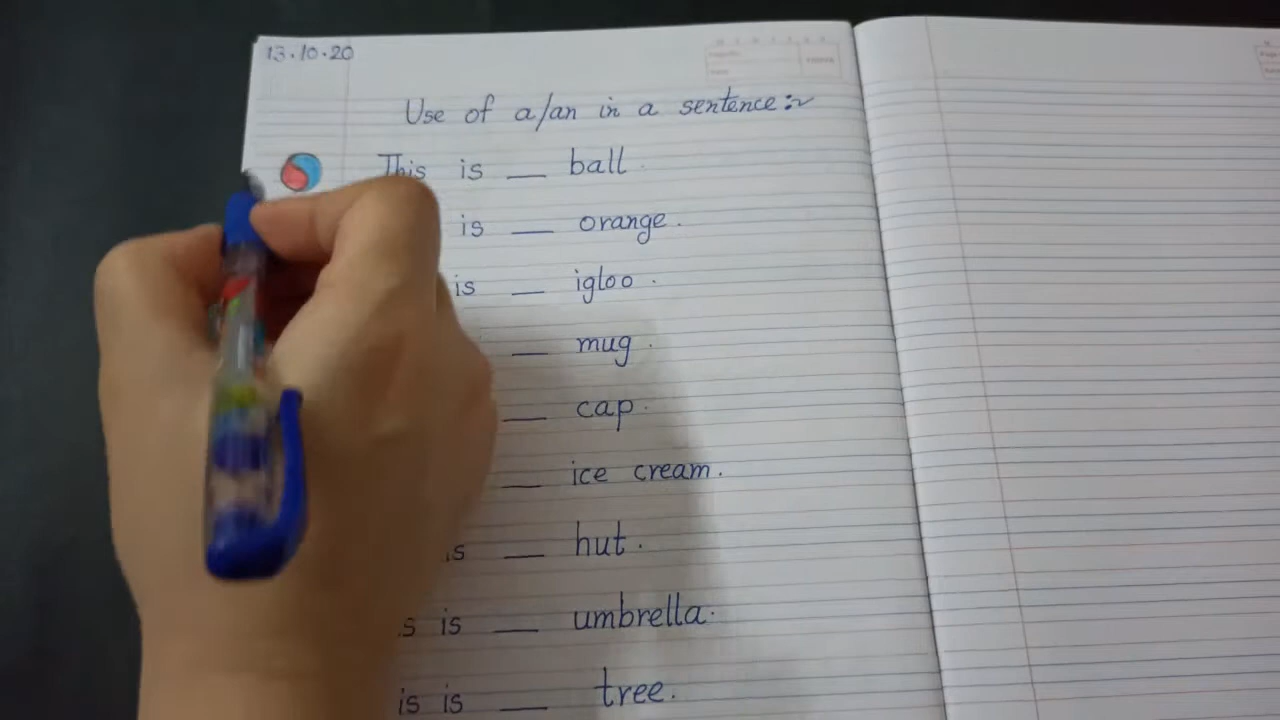 13.10.20
Use of a/an in a sentence:~
This is __ ball.
is __ orange.
is __ igloo.
__ mug.
__ cap.
__ ice cream.
is __ hut.
s is __ umbrella.
is is __ tree.